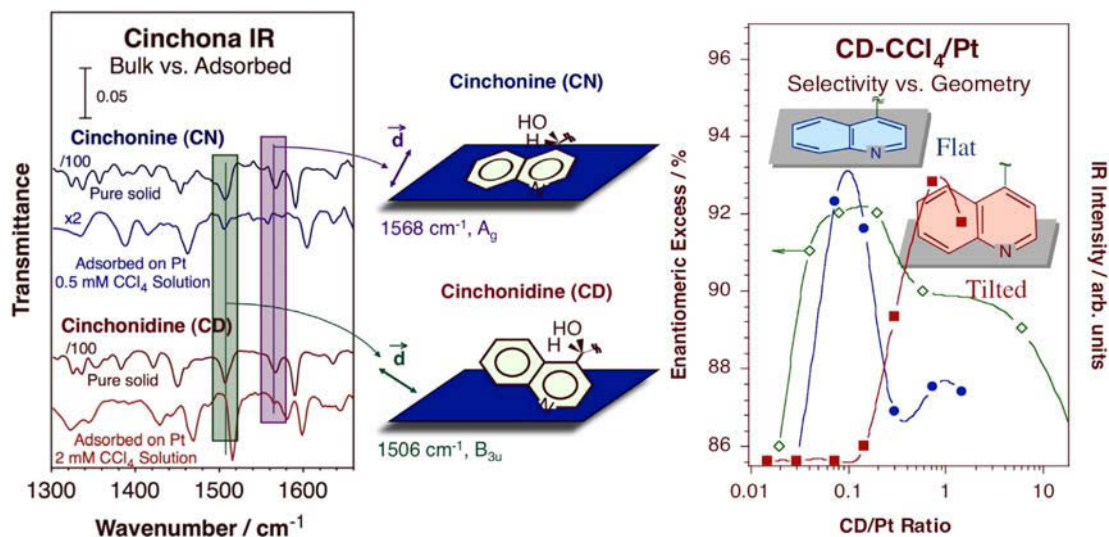 Cinchona IR
Bulk vs. Adsorbed
0.05
Cinchonine (CN)
/100
Pure solid
x2
Adsorbed on Pt
0.5 mM CCl4 Solution
Cinchonidine (CD)
/100
Pure solid
Adsorbed on Pt
2 mM CCl4 Solution
Transmittance
1300 1400 1500 1600
Wavenumber / cm-1
Cinchonine (CN)
HO
H
d
N
1568 cm-1, Ag
Cinchonidine (CD)
HO
H
d
N
1506 cm-1, B3u
CD-CCl4/Pt
Selectivity vs. Geometry
N
Flat
N
Tilted
Enantiomeric Excess / %
96
94
92
90
88
86
0.01 0.1 1 10
CD/Pt Ratio
IR Intensity / arb. units